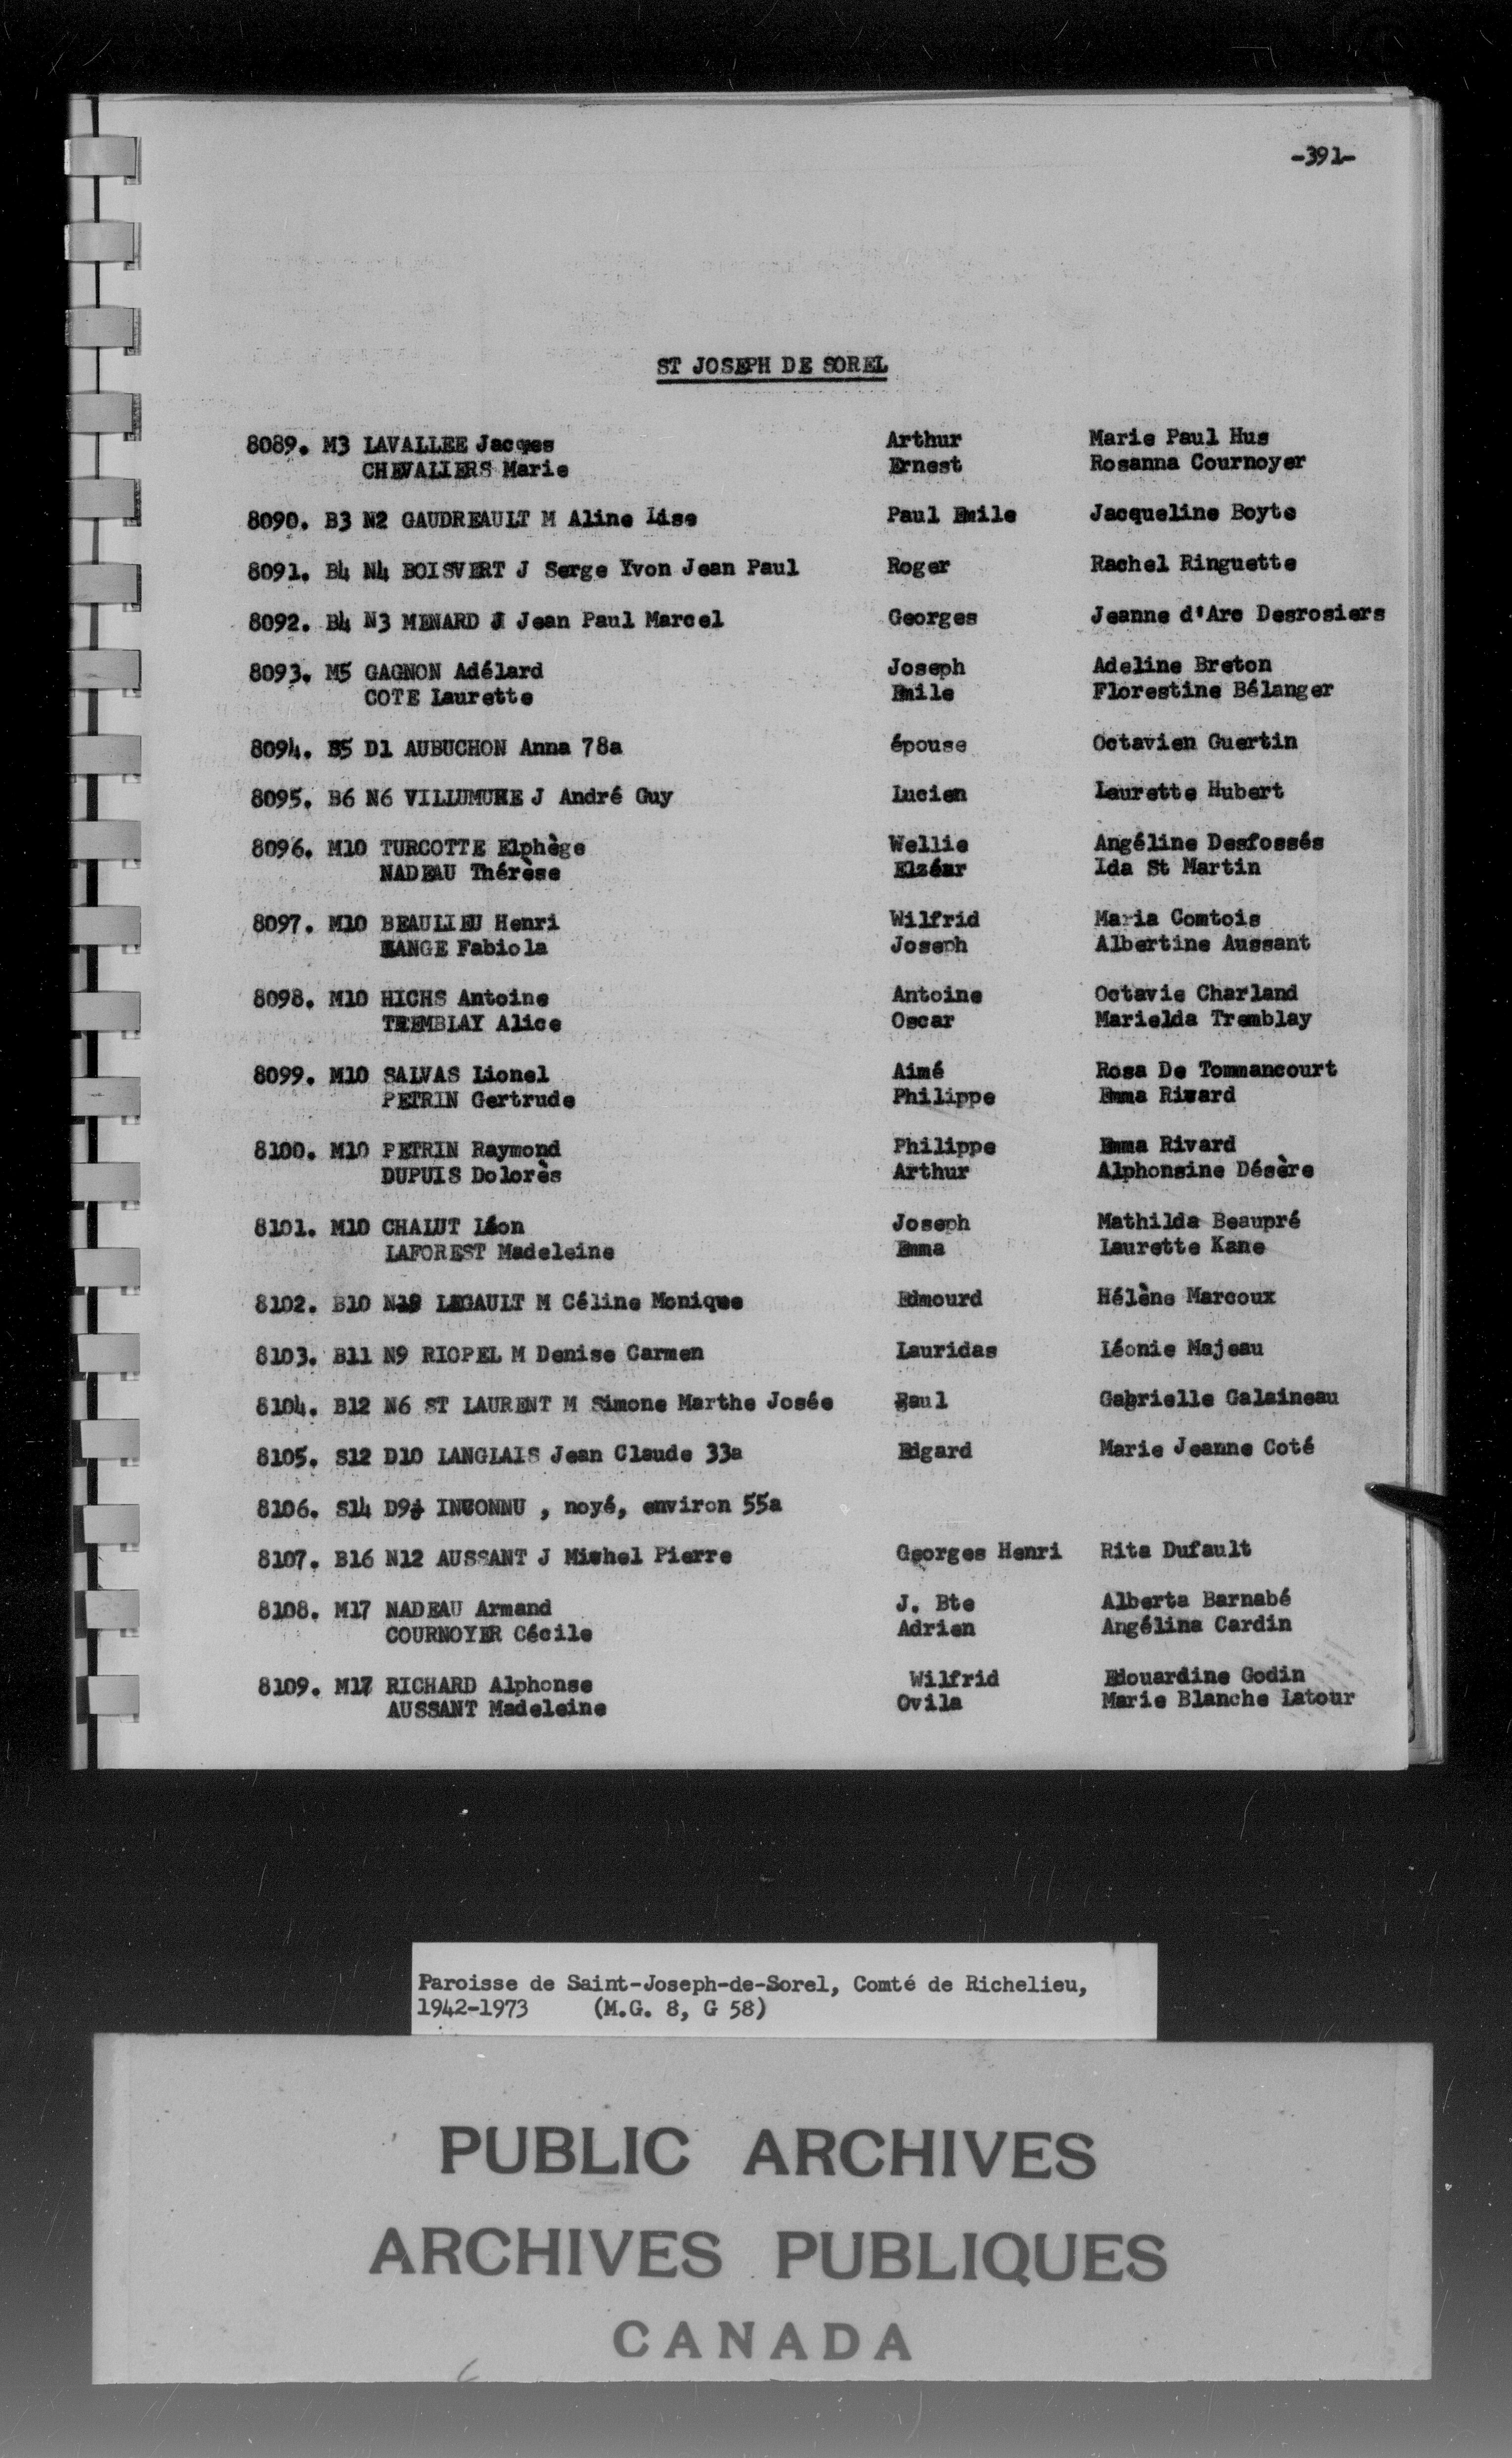 -391-
ST JOSEPH DE SOREL
8089. M3 LAVALLEE Jacques Arthur Marie Paul Hus
CHEVALIERS Marie Ernest Rosanna Cournoyer
8090. B3 N2 GAUDREAULT M Aline Lise Paul Emile Jacqueline Boyte
8091. B4 N4 BOISVERT J Serge Yvon Jean Paul Roger Rachel Ringuette
8092. B4 N3 MENARD J Jean Paul Marcel Georges Jeanne d'Arc Desrosiers
8093. M5 GAGNON Adélard Joseph Adeline Breton
COTE Laurette Emile Florestine Bélanger
8094. S5 D1 AUBUCHON Anna 78a épouse Octavien Guertin
8095. B6 N6 J André Guy Lucien Laurette Hubert
8096. M10 TURCOTTE Elphège Wellie Angéline Desfossés
NADEAU Thérèse Elzéar Ida St Martin
8097. M10 BEAULIEU Henri Wilfrid Maria Comtois
Fabiola Joseph Albertine Aussant
8098. M10 HICHS Antoine Antoine Octavie Charland
TREMBLAY Alice Oscar Marielda Tremblay
8099. M10 SALVAS Lionel Aimé Rosa De Tommancourt
PETRIN Gertrude Philippe Emma Rivard
8100. M10 PETRIN Raymond Philippe Emma Rivard
DUPUIS Dolorès Arthur Alphonsine Désère
8101. M10 CHALUT Léon Joseph Mathilda Beaupré
LAFOREST Madeleine Emma Laurette Kane
8102. B10 LEGAULT M Céline Monique Edmourd Hélène Marcoux
8103. B11 N9 RIOPEL M Denise Carmen Lauridas Léonie Majeau
8104. B12 N6 ST LAURENT M Simone Marthe Josée Paul Gabrielle Galaineau
8105. S12 D10 LANGLAIS Jean Claude 33a Edgard Marie Jeanne Coté
8106. S14 D9 INCONNU , noyé, environ 55a
8107. B16 N12 AUSSANT J Michel Pierre Georges Henri Rita Dufault
8108. M17 NADEAU Armand J. Bte Alberta Barnabé
COURNOYER Cécile Adrien Angélina Cardin
8109. M17 RICHARD Alphonse Wilfrid Edouardine Godin
AUSSANT Madeleine Ovila Marie Blanche Latour
Paroisse de Saint-Joseph-de-Sorel, Comté de Richelieu,
1942-1973 (M.G. 8, G 58)
PUBLIC ARCHIVES
ARCHIVES PUBLIQUES
CANADA